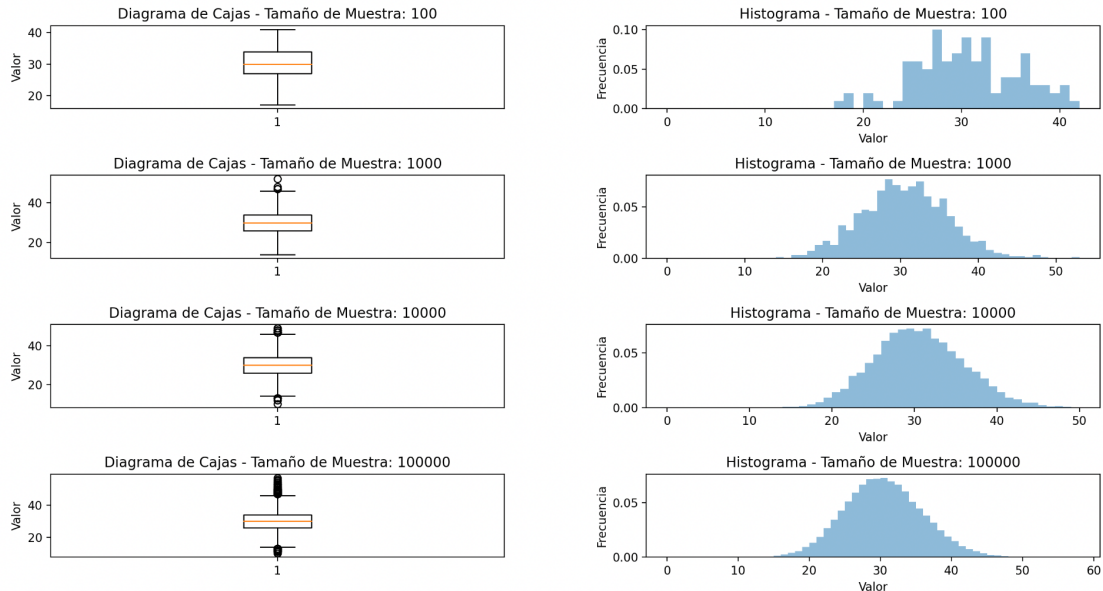 Diagrama de Cajas - Tamaño de Muestra: 100
Valor
40
30
20
1
Histograma - Tamaño de Muestra: 100
Frecuencia
0.10
0.05
0.00
0 10 20 30 40
Valor
Diagrama de Cajas - Tamaño de Muestra: 1000
Valor
40
20
1
Histograma - Tamaño de Muestra: 1000
Frecuencia
0.05
0.00
0 10 20 30 40 50
Valor
Diagrama de Cajas - Tamaño de Muestra: 10000
Valor
40
20
1
Histograma - Tamaño de Muestra: 10000
Frecuencia
0.05
0.00
0 10 20 30 40 50
Valor
Diagrama de Cajas - Tamaño de Muestra: 100000
Valor
40
20
1
Histograma - Tamaño de Muestra: 100000
Frecuencia
0.05
0.00
0 10 20 30 40 50 60
Valor